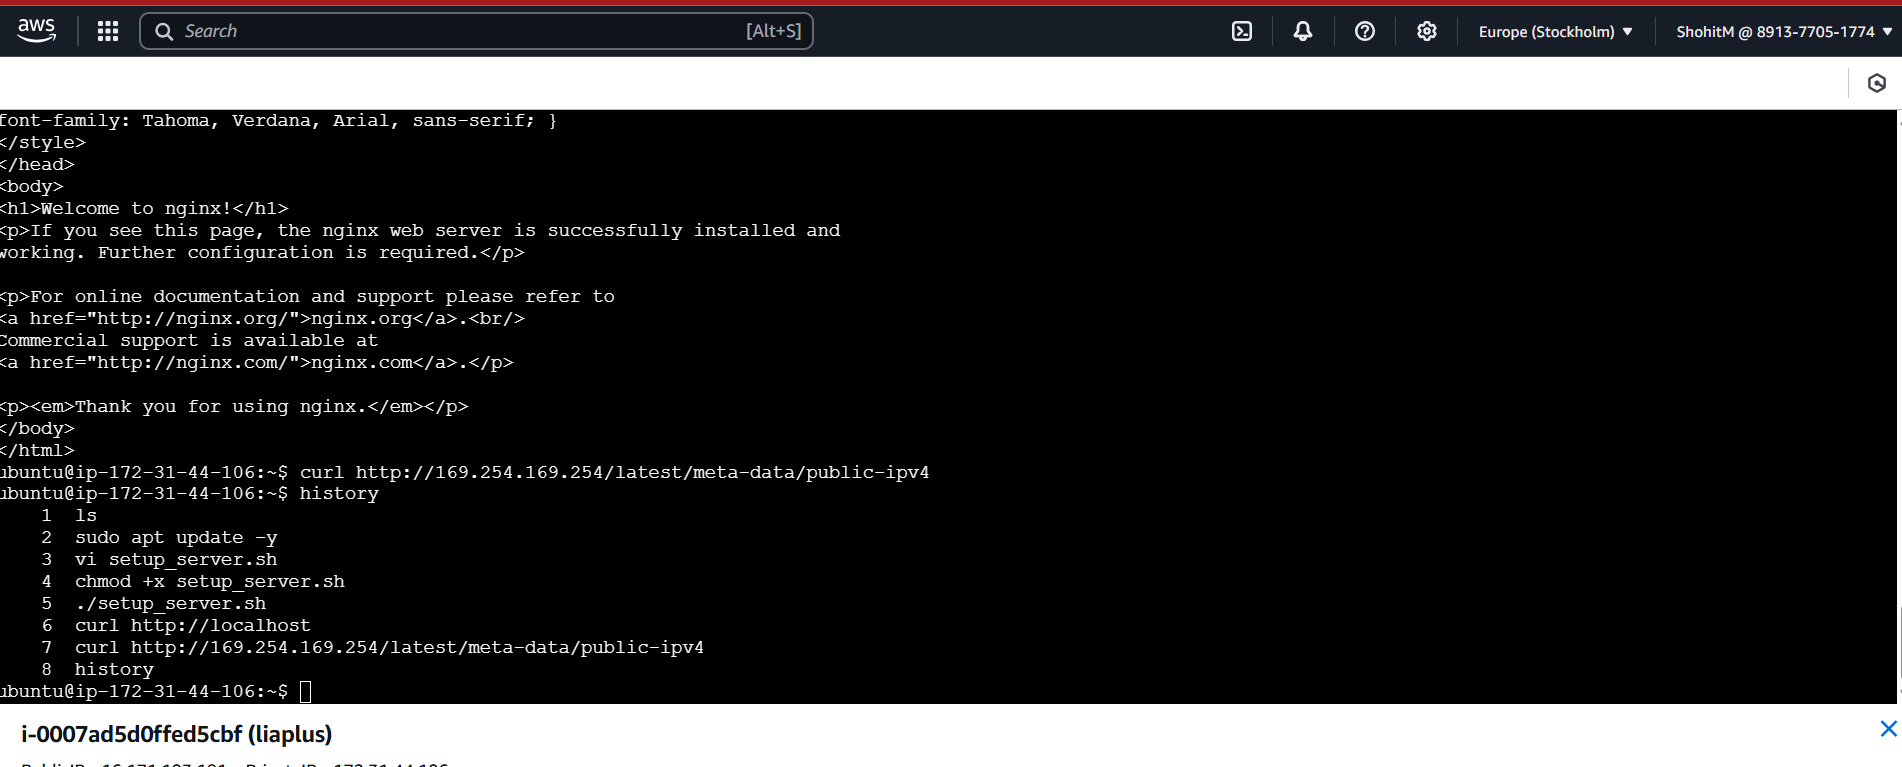 aws
Search [Alt+S]
Europe (Stockholm) ▼
ShohitM @ 8913-7705-1774 ▼
font-family: Tahoma, Verdana, Arial, sans-serif; }
</style>
</head>
<body>
<h1>Welcome to nginx!</h1>
<p>If you see this page, the nginx web server is successfully installed and
working. Further configuration is required.</p>
<p>For online documentation and support please refer to
<a href="http://nginx.org/">nginx.org</a>.<br/>
Commercial support is available at
<a href="http://nginx.com/">nginx.com</a>.</p>
<p><em>Thank you for using nginx.</em></p>
</body>
</html>
ubuntu@ip-172-31-44-106:~$ curl http://169.254.169.254/latest/meta-data/public-ipv4
ubuntu@ip-172-31-44-106:~$ history
1 ls
2 sudo apt update -y
3 vi setup_server.sh
4 chmod +x setup_server.sh
5 ./setup_server.sh
6 curl http://localhost
7 curl http://169.254.169.254/latest/meta-data/public-ipv4
8 history
ubuntu@ip-172-31-44-106:~$
i-0007ad5d0ffed5cbf (liaplus)